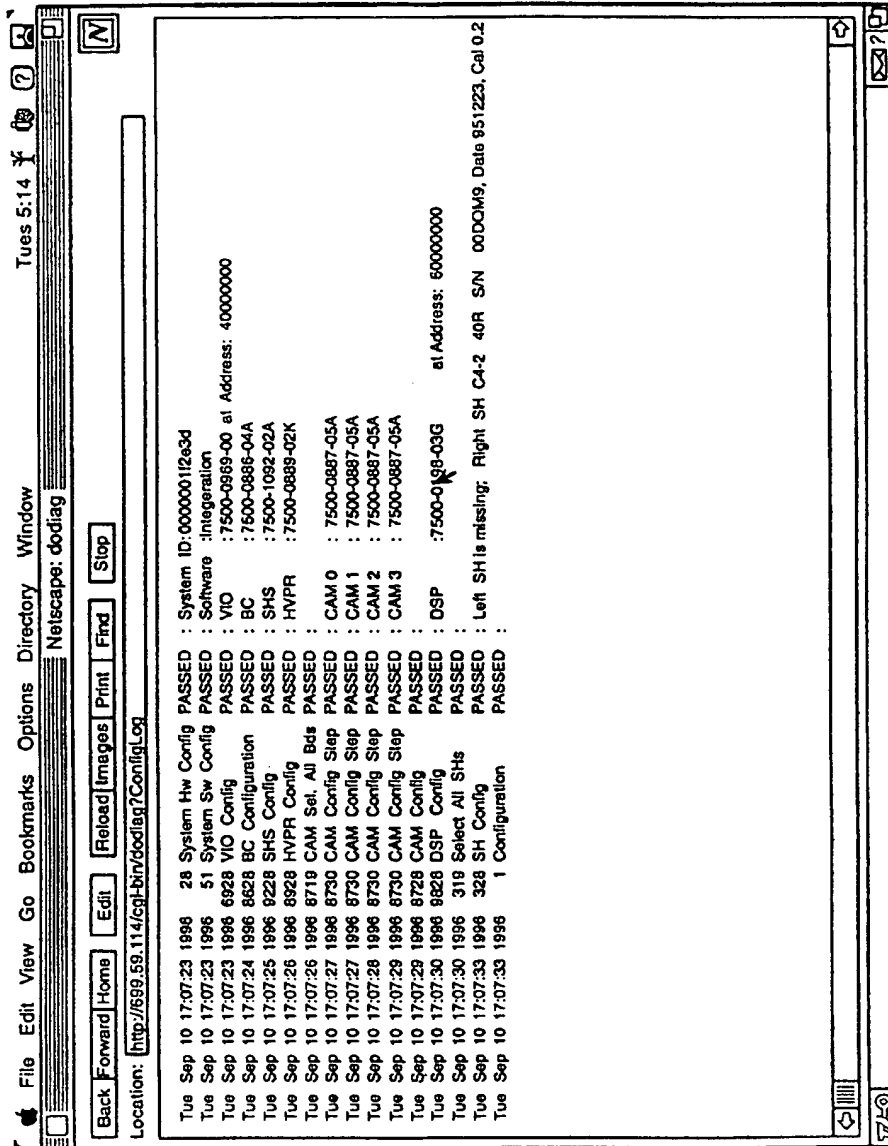 File Edit View Go Bookmarks Options Directory Window Tues 5:14 ?
Netscape: dodiag
Back Forward Home Edit Reload Images Print Find Stop N
Location: http://699.59.114/cgi-bin/dodiag?ConfigLog
Tue Sep 10 17:07:23 1996 28 System Hw Config PASSED : System ID:0000001f2e3d
Tue Sep 10 17:07:23 1996 51 System Sw Config PASSED : Software :Integeration
Tue Sep 10 17:07:23 1996 6928 VIO Config PASSED : VIO :7500-0969-00 at Address: 40000000
Tue Sep 10 17:07:24 1996 8628 BC Configuration PASSED : BC :7500-0886-04A
Tue Sep 10 17:07:25 1996 9228 SHS Config PASSED : SHS :7500-1092-02A
Tue Sep 10 17:07:26 1996 8928 HVPR Config PASSED : HVPR :7500-0889-02K
Tue Sep 10 17:07:26 1996 8719 CAM Sel. All Bds PASSED :
Tue Sep 10 17:07:27 1996 8730 CAM Config Step PASSED : CAM 0 : 7500-0887-05A
Tue Sep 10 17:07:27 1996 8730 CAM Config Step PASSED : CAM 1 : 7500-0887-05A
Tue Sep 10 17:07:28 1996 8730 CAM Config Step PASSED : CAM 2 : 7500-0887-05A
Tue Sep 10 17:07:29 1996 8730 CAM Config Step PASSED : CAM 3 : 7500-0887-05A
Tue Sep 10 17:07:29 1996 8728 CAM Config PASSED :
Tue Sep 10 17:07:30 1996 9828 DSP Config PASSED : DSP :7500-0198-03G at Address: 60000000
Tue Sep 10 17:07:30 1996 319 Select All SHs PASSED :
Tue Sep 10 17:07:33 1996 328 SH Config PASSED : Left SH is missing; Right SH C4-2 40R S/N 00DQM9, Date 951223, Cal 0.2
Tue Sep 10 17:07:33 1996 1 Configuration PASSED :
?